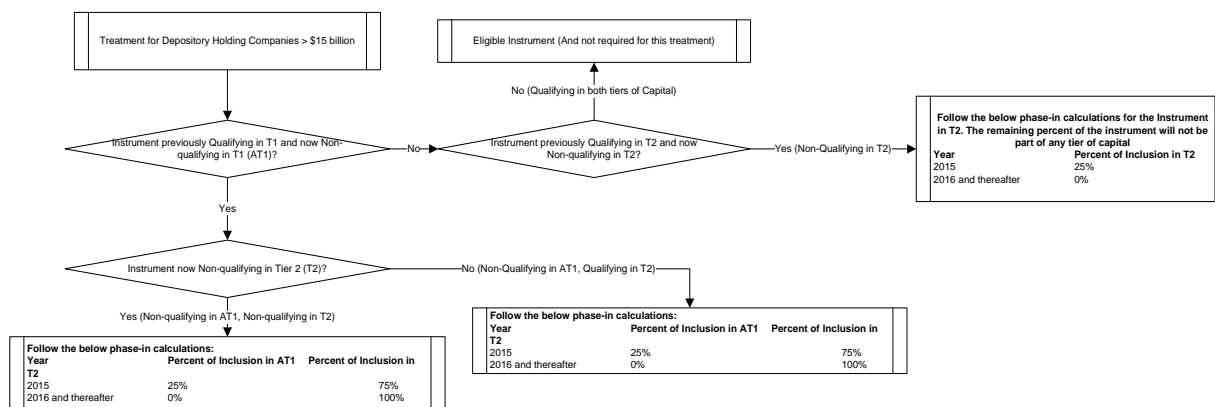 Treatment for Depository Holding Companies > $15 billion
Eligible Instrument (And not required for this treatment)
No (Qualifying in both tiers of Capital)
Instrument previously Qualifying in T1 and now Non-
qualifying in T1 (AT1)?
No
Instrument previously Qualifying in T2 and now
Non-qualifying in T2?
Yes (Non-Qualifying in T2)
Follow the below phase-in calculations for the Instrument
in T2. The remaining percent of the instrument will not be
part of any tier of capital
Year Percent of Inclusion in T2
2015 25%
2016 and thereafter 0%
Yes
Instrument now Non-qualifying in Tier 2 (T2)?
No (Non-Qualifying in AT1, Qualifying in T2)
Yes (Non-qualifying in AT1, Non-qualifying in T2)
Follow the below phase-in calculations:
Year Percent of Inclusion in AT1 Percent of Inclusion in
T2
2015 25% 75%
2016 and thereafter 0% 100%
Follow the below phase-in calculations:
Year Percent of Inclusion in AT1 Percent of Inclusion in
T2
2015 25% 75%
2016 and thereafter 0% 100%